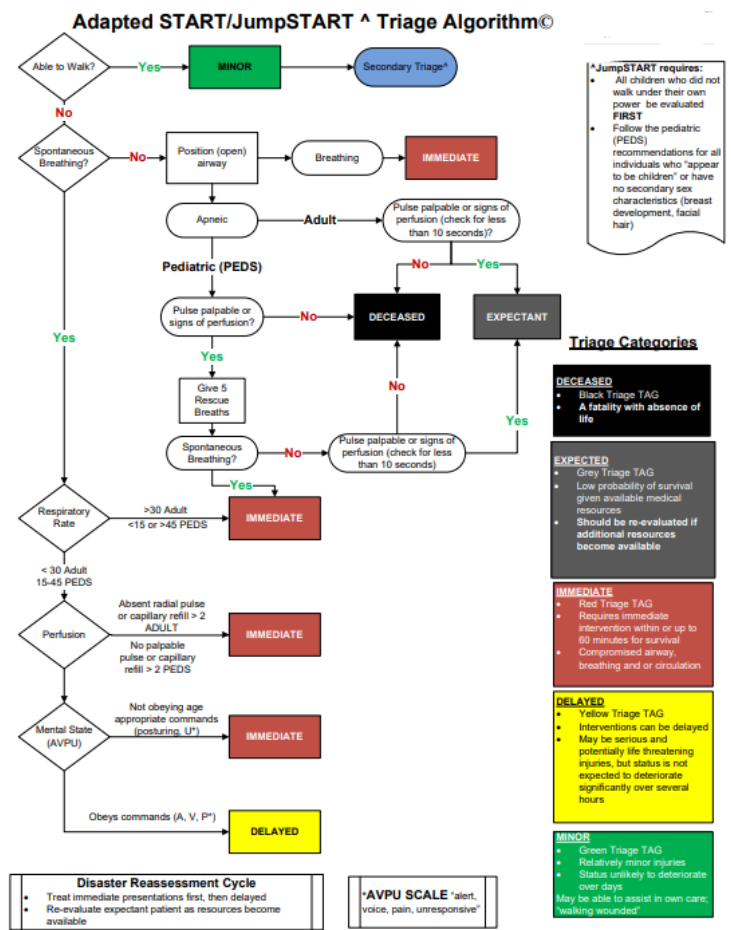 Adapted START/JumpSTART ^ Triage Algorithm©
Able to Walk?
Yes
MINOR
Secondary Triage^
^JumpSTART requires:
• All children who did not
walk under their own
power be evaluated
FIRST
• Follow the pediatric
(PEDS)
recommendations for all
individuals who "appear
to be children" or have
no secondary sex
characteristics (breast
development, facial
hair)
No
Spontaneous
Breathing?
No
Position (open)
airway
Breathing
IMMEDIATE
Apneic
Adult
Pulse palpable or signs of
perfusion (check for less
than 10 seconds)?
Pediatric (PEDS)
No
Yes
Pulse palpable or
signs of perfusion?
No
DECEASED
EXPECTANT
Yes
Yes
Give 5
Rescue
Breaths
No
Yes
Spontaneous
Breathing?
No
Pulse palpable or signs of
perfusion (check for less
than 10 seconds)
Yes
Respiratory
Rate
>30 Adult
<15 or >45 PEDS
IMMEDIATE
< 30 Adult
15-45 PEDS
Perfusion
Absent radial pulse
or capillary refill > 2
ADULT
No palpable
pulse or capillary
refill > 2 PEDS
IMMEDIATE
Mental State
(AVPU)
Not obeying age
appropriate commands
(posturing, U*)
IMMEDIATE
Obeys commands (A, V, P*)
DELAYED
Triage Categories
DECEASED
• Black Triage TAG
• A fatality with absence of
life
EXPECTED
• Grey Triage TAG
• Low probability of survival
given available medical
resources
• Should be re-evaluated if
additional resources
become available
IMMEDIATE
• Red Triage TAG
• Requires immediate
intervention within or up to
60 minutes for survival
• Compromised airway,
breathing and or circulation
DELAYED
• Yellow Triage TAG
• Interventions can be delayed
• May be serious and
potentially life threatening
injuries, but status is not
expected to deteriorate
significantly over several
hours
MINOR
• Green Triage TAG
• Relatively minor injuries
• Status unlikely to deteriorate
over days
May be able to assist in own care;
"walking wounded"
Disaster Reassessment Cycle
• Treat immediate presentations first, then delayed
• Re-evaluate expectant patient as resources become
available
*AVPU SCALE "alert,
voice, pain, unresponsive"